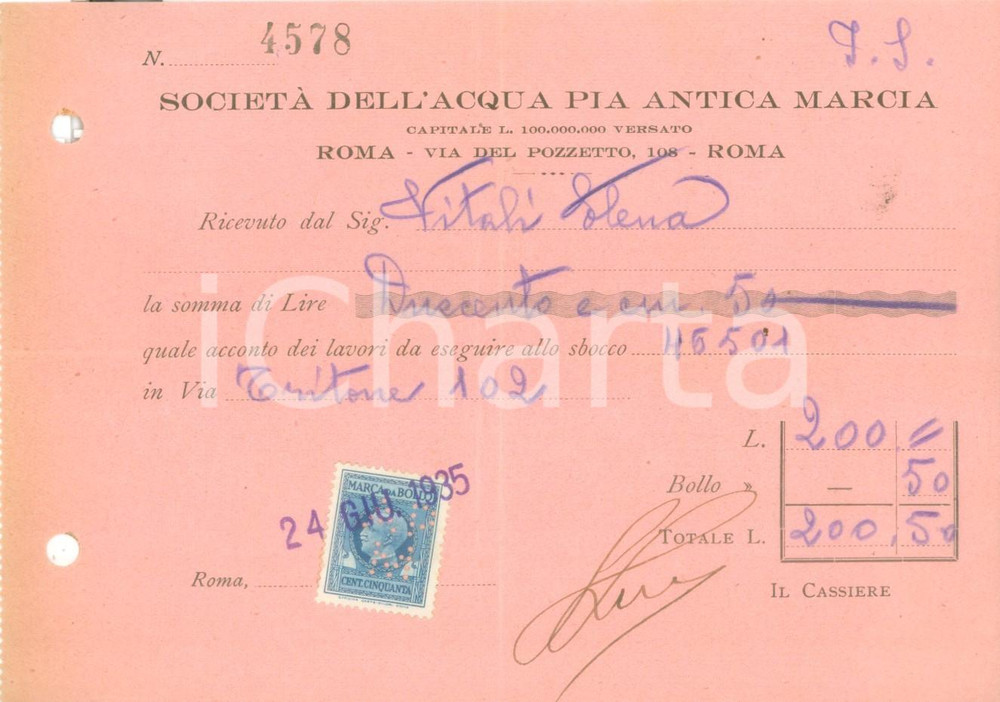 N. 4578
J. S.
SOCIETÀ DELL'ACQUA PIA ANTICA MARCIA
CAPITALE L. 100.000.000 VERSATO
ROMA - VIA DEL POZZETTO, 108 - ROMA
Ricevuto dal Sig. Vitali Lolena
la somma di Lire Duecento e cm 50
quale acconto dei lavori da eseguire allo sbocco 45501
in Via Tritone 102
L. 200,=
Bollo » — 50
TOTALE L. 200,50
24 GIU. 1935
MARCA DA BOLLO
CENT. CINQUANTA
Roma,
IL CASSIERE
iCharta